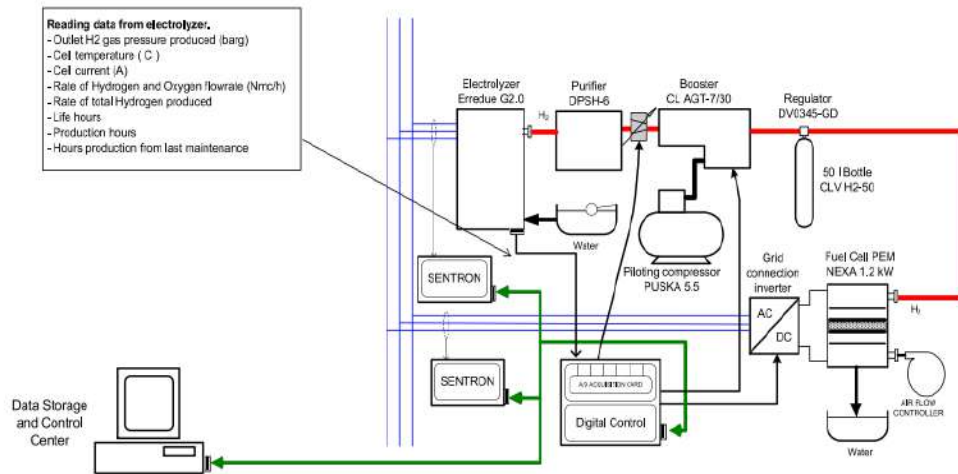 Reading data from electrolyzer.
- Outlet H2 gas pressure produced (barg)
- Cell temperature ( C )
- Cell current (A)
- Rate of Hydrogen and Oxygen flowrate (Nmc/h)
- Rate of total Hydrogen produced
- Life hours
- Production hours
- Hours production from last maintenance
Electrolyzer
Erredue G2.0
Purifier
DPSH-6
Booster
CL AGT-7/30
Regulator
DV0345-GD
H₂
50 l Bottle
CLV H2-50
Water
Piloting compressor
PUSKA 5.5
SENTRON
Grid
connection
inverter
Fuel Cell PEM
NEXA 1.2 kW
AC
DC
H₂
SENTRON
A/D ACQUISITION CARD
Digital Control
AIR FLOW
CONTROLLER
Water
Data Storage
and Control
Center